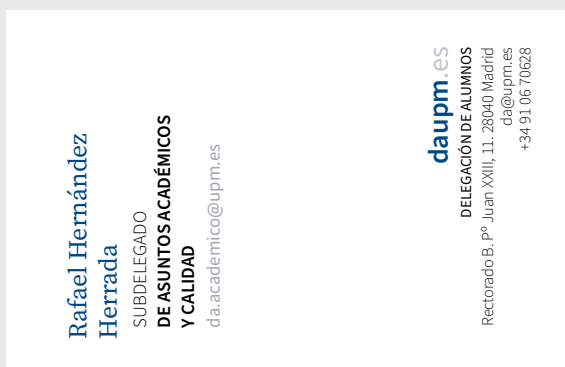 Rafael Hernández
Herrada
SUBDELEGADO
DE ASUNTOS ACADÉMICOS
Y CALIDAD
da.academico@upm.es
daupm.es
DELEGACIÓN DE ALUMNOS
Rectorado B. Pº Juan XXIII, 11. 28040 Madrid
da@upm.es
+34 91 06 70628